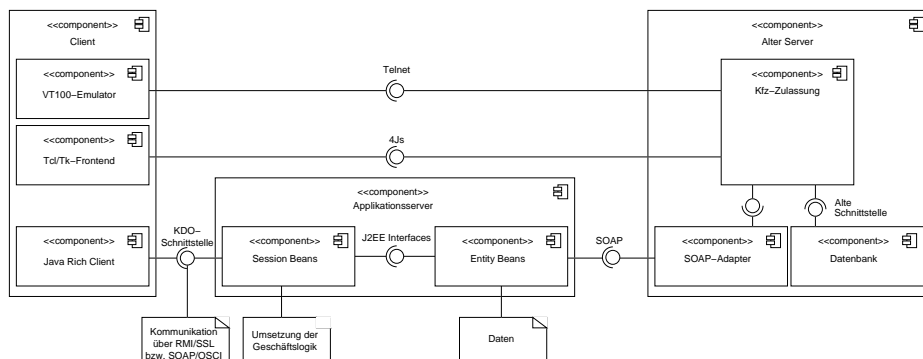 <<component>>
Client
<<component>>
VT100–Emulator
<<component>>
Tcl/Tk–Frontend
<<component>>
Java Rich Client
Telnet
4Js
KDO–
Schnittstelle
<<component>>
Applikationsserver
<<component>>
Session Beans
J2EE Interfaces
<<component>>
Entity Beans
SOAP
<<component>>
Alter Server
<<component>>
Kfz–Zulassung
Alte
Schnittstelle
<<component>>
SOAP–Adapter
<<component>>
Datenbank
Kommunikation
über RMI/SSL
bzw. SOAP/OSCI
Umsetzung der
Geschäftslogik
Daten